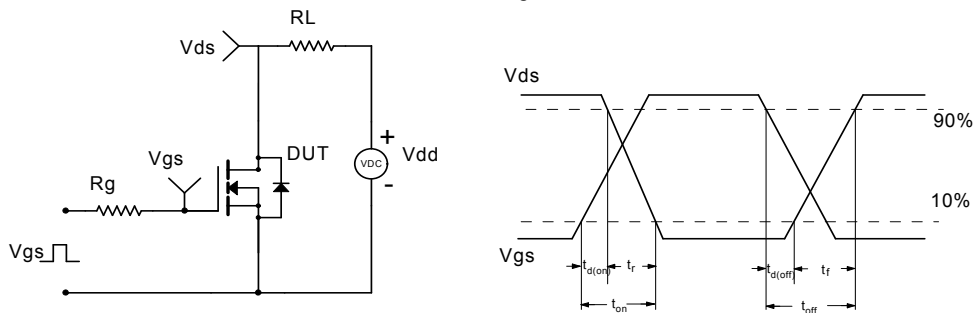 RL
Vds
Vgs
DUT
Rg
+
VDC
Vdd
-
Vgs
Vds
90%
10%
Vgs
td(on)
tr
td(off)
tf
ton
toff